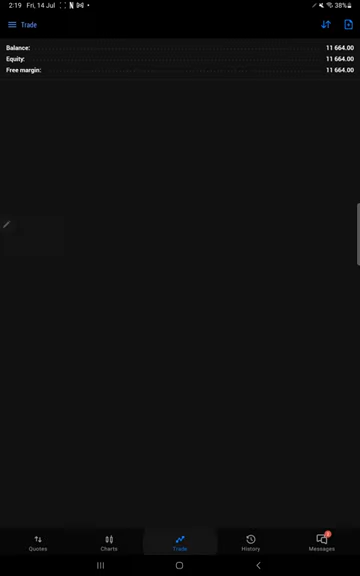 2:19 Fri, 14 Jul 38%
Trade
Balance: 11 664.00
Equity: 11 664.00
Free margin: 11 664.00
Quotes
Charts
Trade
History
Messages